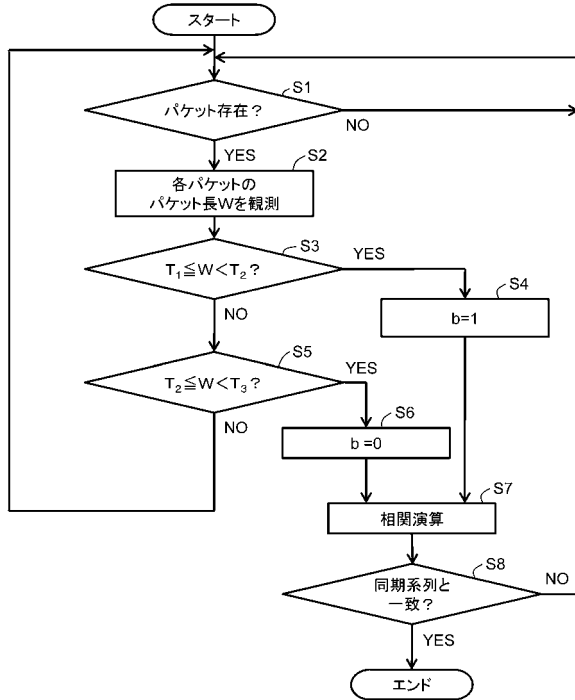 スタート
S1
パケット存在?
NO
YES
S2
各パケットの
パケット長Wを観測
S3
T₁≦W<T₂?
YES
S4
NO
b=1
S5
T₂≦W<T₃?
YES
S6
NO
b=0
S7
相関演算
S8
同期系列と
一致?
NO
YES
エンド